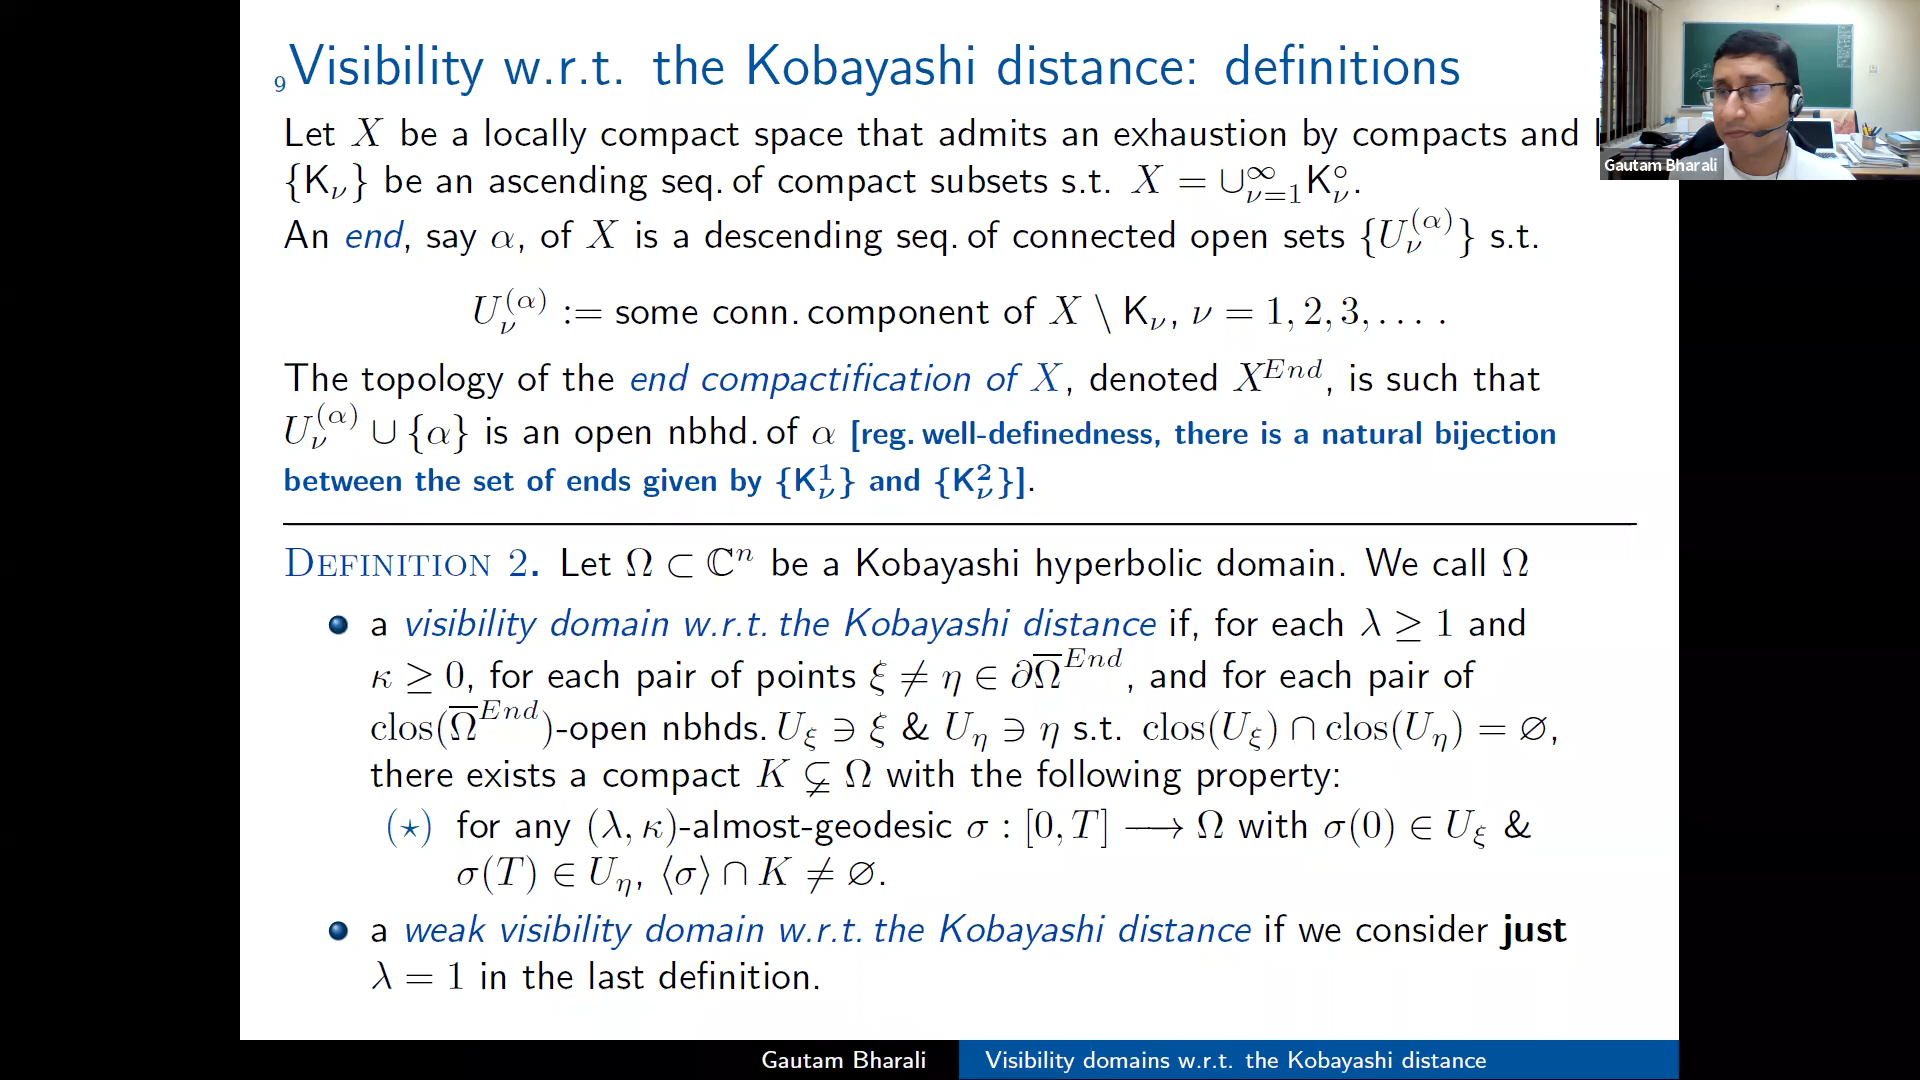 9 Visibility w.r.t. the Kobayashi distance: definitions
Let X be a locally compact space that admits an exhaustion by compacts and
{K_ν} be an ascending seq. of compact subsets s.t. X = ∪_{ν=1}^∞ K_ν^∘.
An end, say α, of X is a descending seq. of connected open sets {U_ν^{(α)}} s.t.
U_ν^{(α)} := some conn. component of X \ K_ν, ν = 1, 2, 3, . . . .
The topology of the end compactification of X, denoted X^{End}, is such that
U_ν^{(α)} ∪ {α} is an open nbhd. of α [reg. well-definedness, there is a natural bijection
between the set of ends given by {K_ν^1} and {K_ν^2}].
DEFINITION 2. Let Ω ⊂ ℂ^n be a Kobayashi hyperbolic domain. We call Ω
a visibility domain w.r.t. the Kobayashi distance if, for each λ ≥ 1 and
κ ≥ 0, for each pair of points ξ ≠ η ∈ ∂Ω̅^{End}, and for each pair of
clos(Ω̅^{End})-open nbhds. U_ξ ∋ ξ & U_η ∋ η s.t. clos(U_ξ) ∩ clos(U_η) = ∅,
there exists a compact K ⊊ Ω with the following property:
(⋆) for any (λ, κ)-almost-geodesic σ : [0, T] ⟶ Ω with σ(0) ∈ U_ξ &
σ(T) ∈ U_η, ⟨σ⟩ ∩ K ≠ ∅.
a weak visibility domain w.r.t. the Kobayashi distance if we consider just
λ = 1 in the last definition.
Gautam Bharali
Gautam Bharali Visibility domains w.r.t. the Kobayashi distance